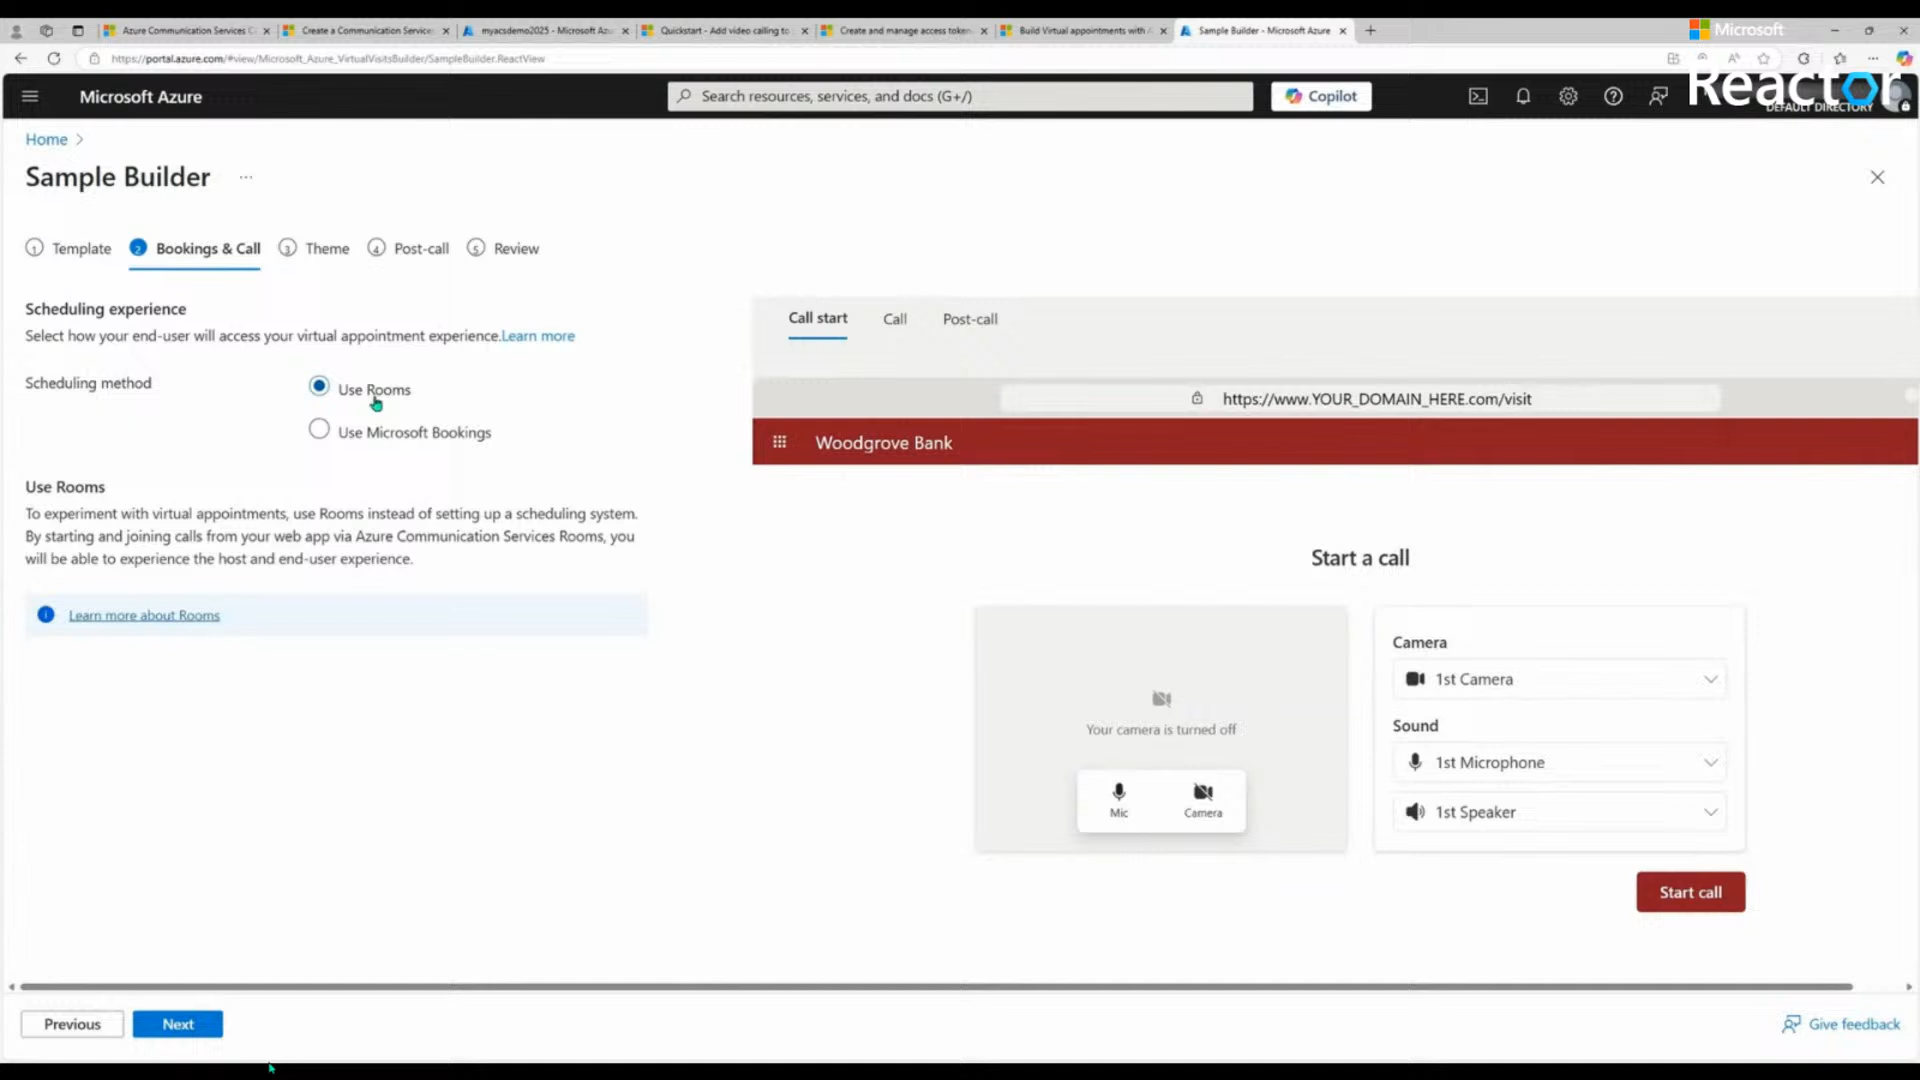 Azure Communication Services C
Create a Communication Services
myacsdemo2025 - Microsoft Az
Quickstart - Add video calling to
Create and manage access token
Build Virtual appointments with A
Sample Builder - Microsoft Azure
Microsoft
https://portal.azure.com/#view/Microsoft_Azure_VirtualVisitsBuilder/SampleBuilder.ReactView
Microsoft Azure
Search resources, services, and docs (G+/)
Copilot
Reactor
DEFAULT DIRECTORY
Home >
Sample Builder ...
1 Template
2 Bookings & Call
3 Theme
4 Post-call
5 Review
Scheduling experience
Select how your end-user will access your virtual appointment experience.Learn more
Scheduling method
Use Rooms
Use Microsoft Bookings
Use Rooms
To experiment with virtual appointments, use Rooms instead of setting up a scheduling system.
By starting and joining calls from your web app via Azure Communication Services Rooms, you
will be able to experience the host and end-user experience.
Learn more about Rooms
Call start
Call
Post-call
https://www.YOUR_DOMAIN_HERE.com/visit
Woodgrove Bank
Start a call
Your camera is turned off
Mic
Camera
Camera
1st Camera
Sound
1st Microphone
1st Speaker
Start call
Previous
Next
Give feedback